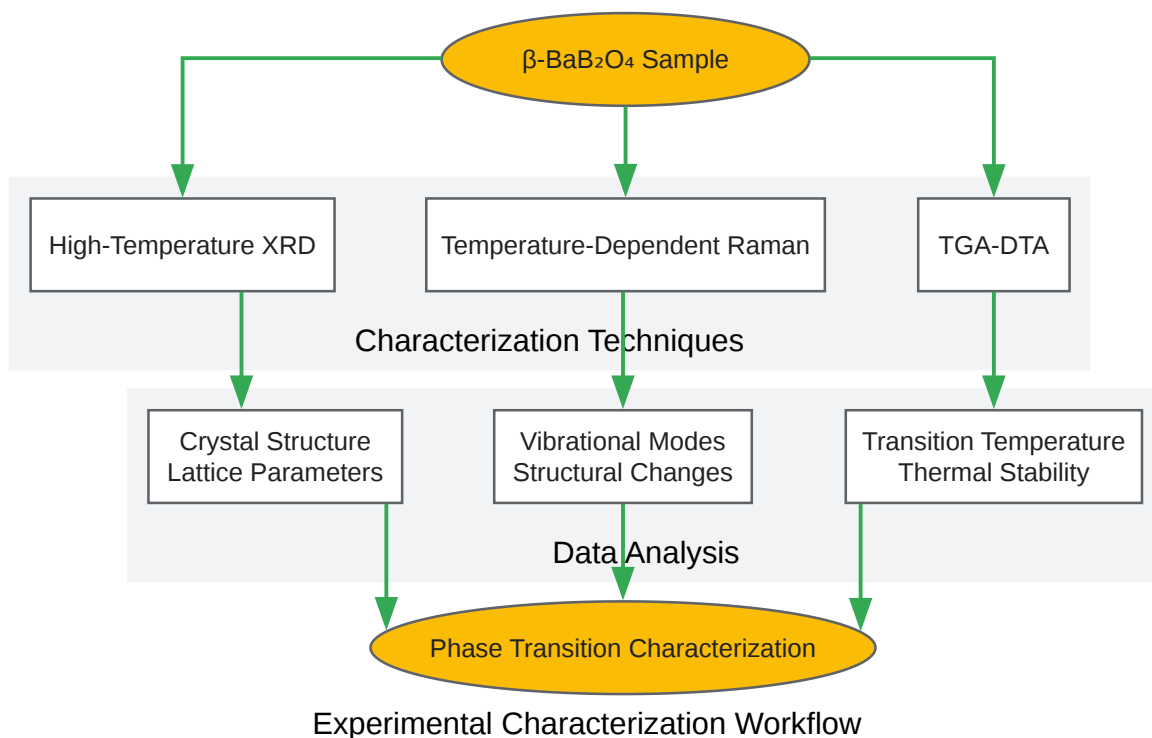 β-BaB₂O₄ Sample
High-Temperature XRD
Temperature-Dependent Raman
TGA-DTA
Characterization Techniques
Crystal Structure
Lattice Parameters
Vibrational Modes
Structural Changes
Transition Temperature
Thermal Stability
Data Analysis
Phase Transition Characterization
Experimental Characterization Workflow